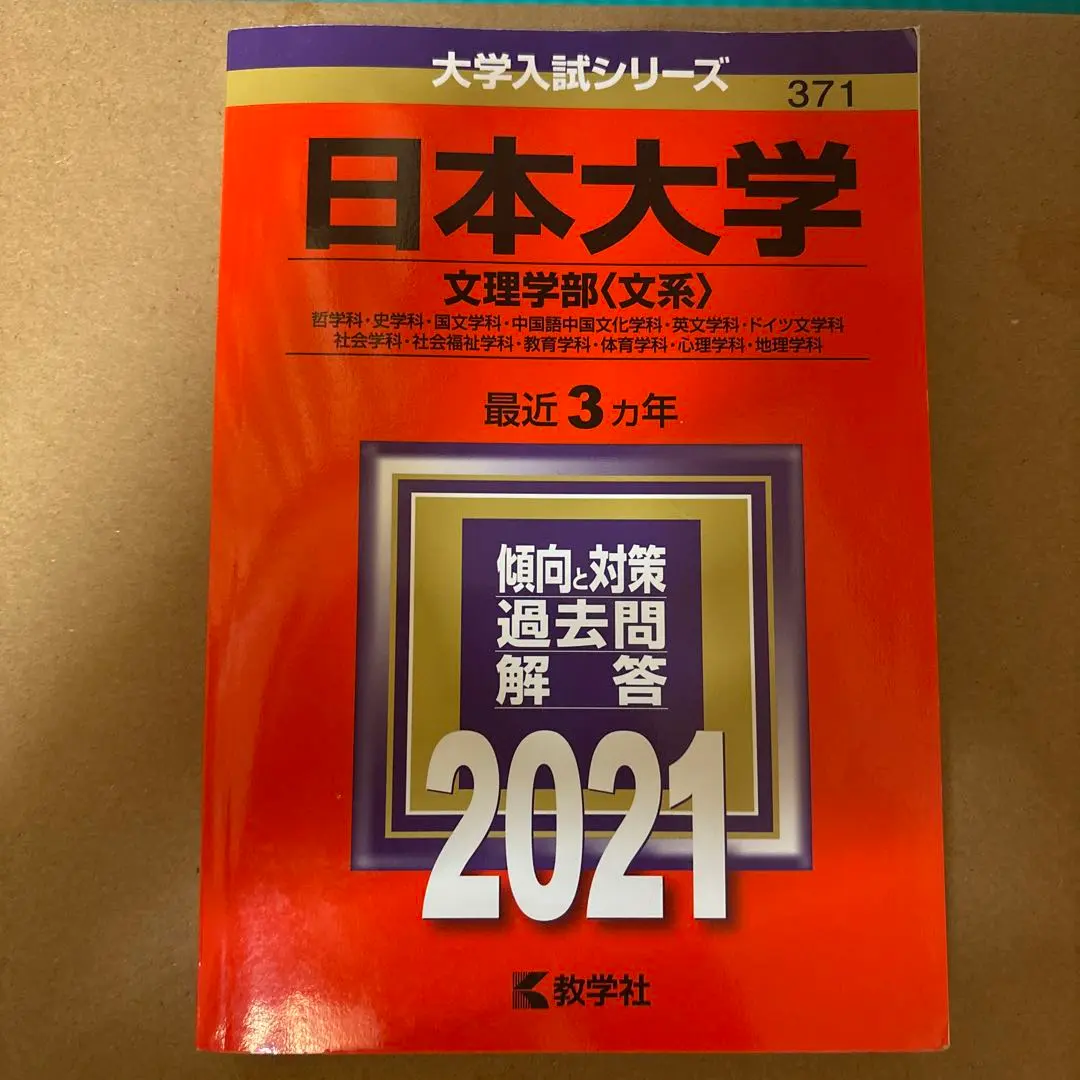 大学入試シリーズ
371
日本大学
文理学部〈文系〉
哲学科・史学科・国文学科・中国語中国文化学科・英文学科・ドイツ文学科
社会学科・社会福祉学科・教育学科・体育学科・心理学科・地理学科
最近3カ年
傾向と対策
過去問
解答
2021
教学社